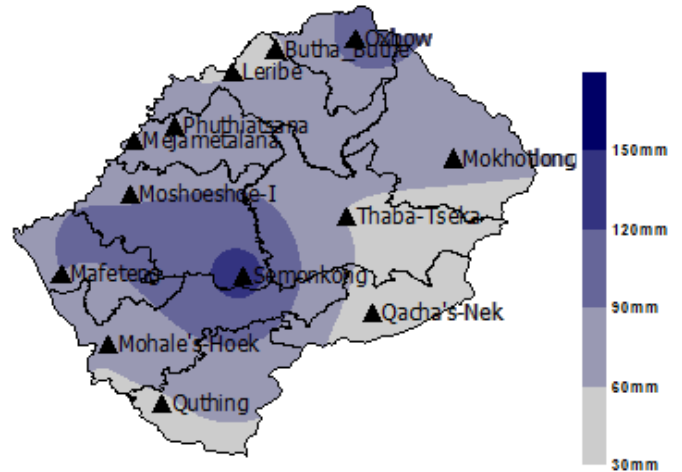 Oxbow
Butha_Buthe
Leribe
Phuthiatsana
Mejametalana
Mokhotlong
Moshoeshoe-I
Thaba-Tseka
Mafeteng
Semonkong
Qacha's-Nek
Mohale's-Hoek
Quthing
150mm
120mm
90mm
60mm
30mm